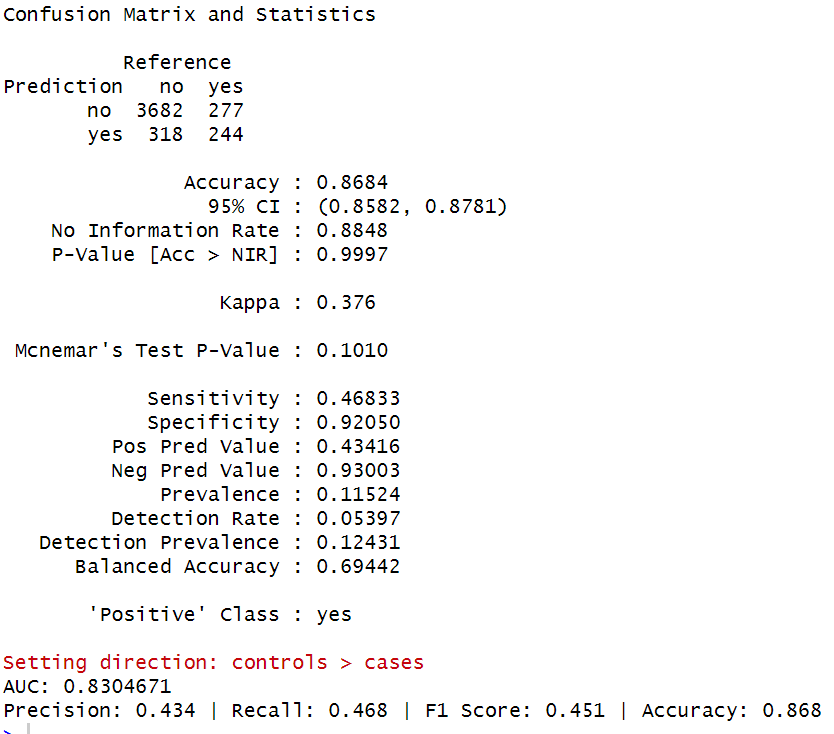 Confusion Matrix and Statistics
Reference
Prediction no yes
no 3682 277
yes 318 244
Accuracy : 0.8684
95% CI : (0.8582, 0.8781)
No Information Rate : 0.8848
P-Value [Acc > NIR] : 0.9997
Kappa : 0.376
Mcnemar's Test P-Value : 0.1010
Sensitivity : 0.46833
Specificity : 0.92050
Pos Pred Value : 0.43416
Neg Pred Value : 0.93003
Prevalence : 0.11524
Detection Rate : 0.05397
Detection Prevalence : 0.12431
Balanced Accuracy : 0.69442
'Positive' Class : yes
Setting direction: controls > cases
AUC: 0.8304671
Precision: 0.434 | Recall: 0.468 | F1 Score: 0.451 | Accuracy: 0.868
>